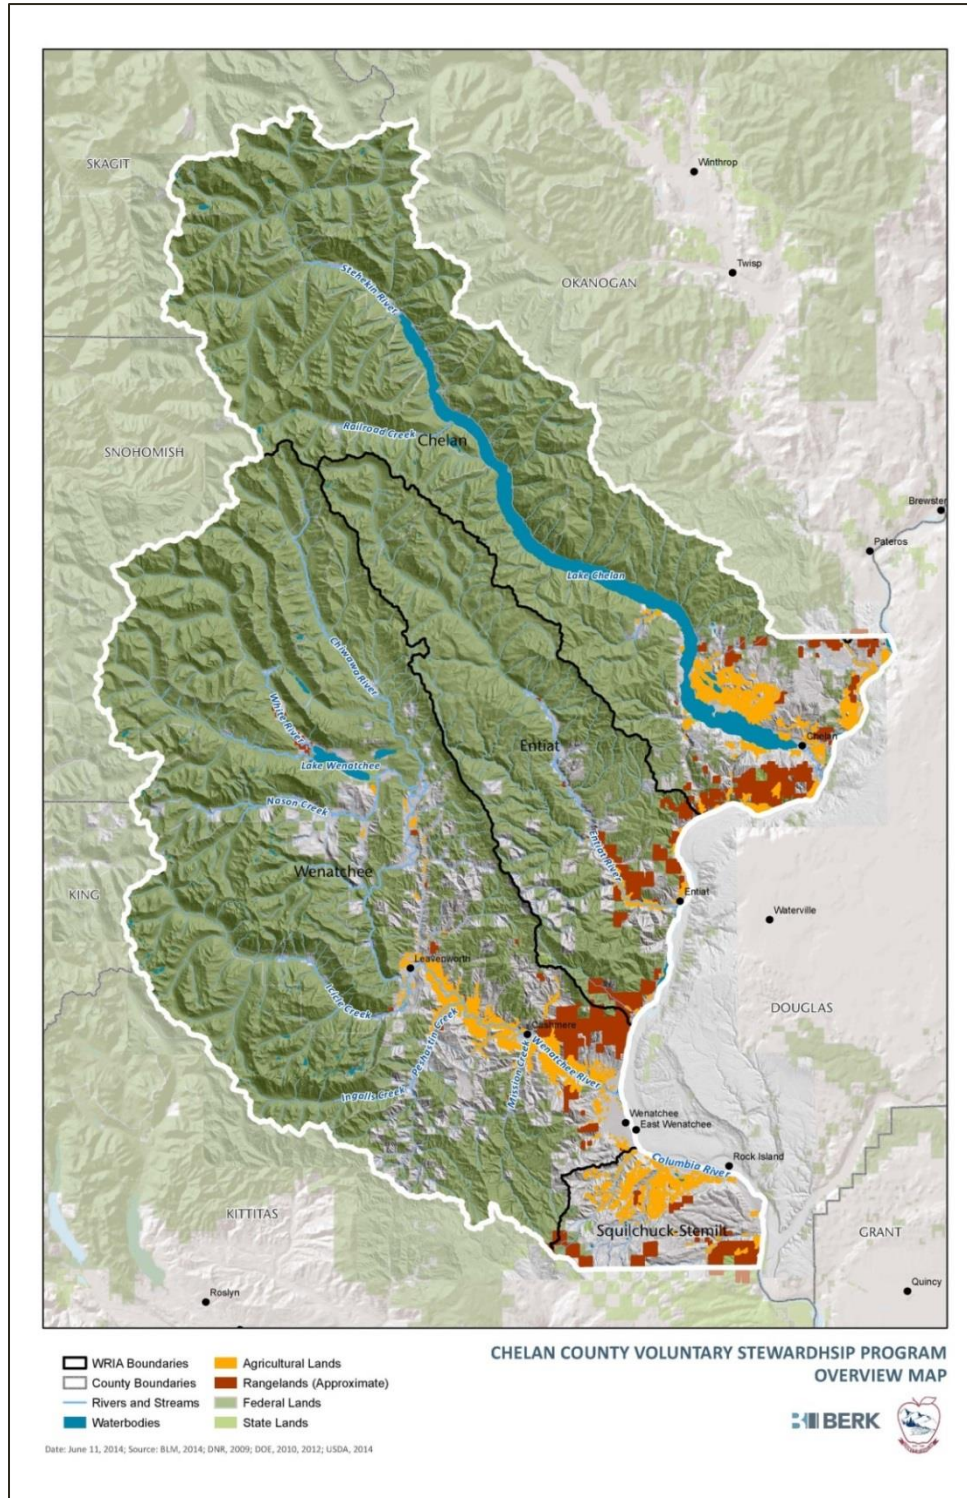 SKAGIT
Winthrop
Twisp
OKANOGAN
Stehekin River
Railroad Creek
Chelan
SNOHOMISH
Brewster
Pateros
Lake Chelan
Chiwawa River
White River
Lake Wenatchee
Entiat
Chelan
Nason Creek
Entiat River
Wenatchee
KING
Entiat
Waterville
Leavenworth
Icicle Creek
DOUGLAS
Peshastin Creek
Cashmere
Wenatchee River
Mission Creek
Ingalls Creek
Wenatchee
East Wenatchee
Columbia River
Rock Island
KITTITAS
Squilchuck-Stemilt
GRANT
Roslyn
Quincy
WRIA Boundaries
County Boundaries
Rivers and Streams
Waterbodies
Agricultural Lands
Rangelands (Approximate)
Federal Lands
State Lands
CHELAN COUNTY VOLUNTARY STEWARDHSIP PROGRAM
OVERVIEW MAP
BERK
Date: June 11, 2014; Source: BLM, 2014; DNR, 2009; DOE, 2010, 2012; USDA, 2014